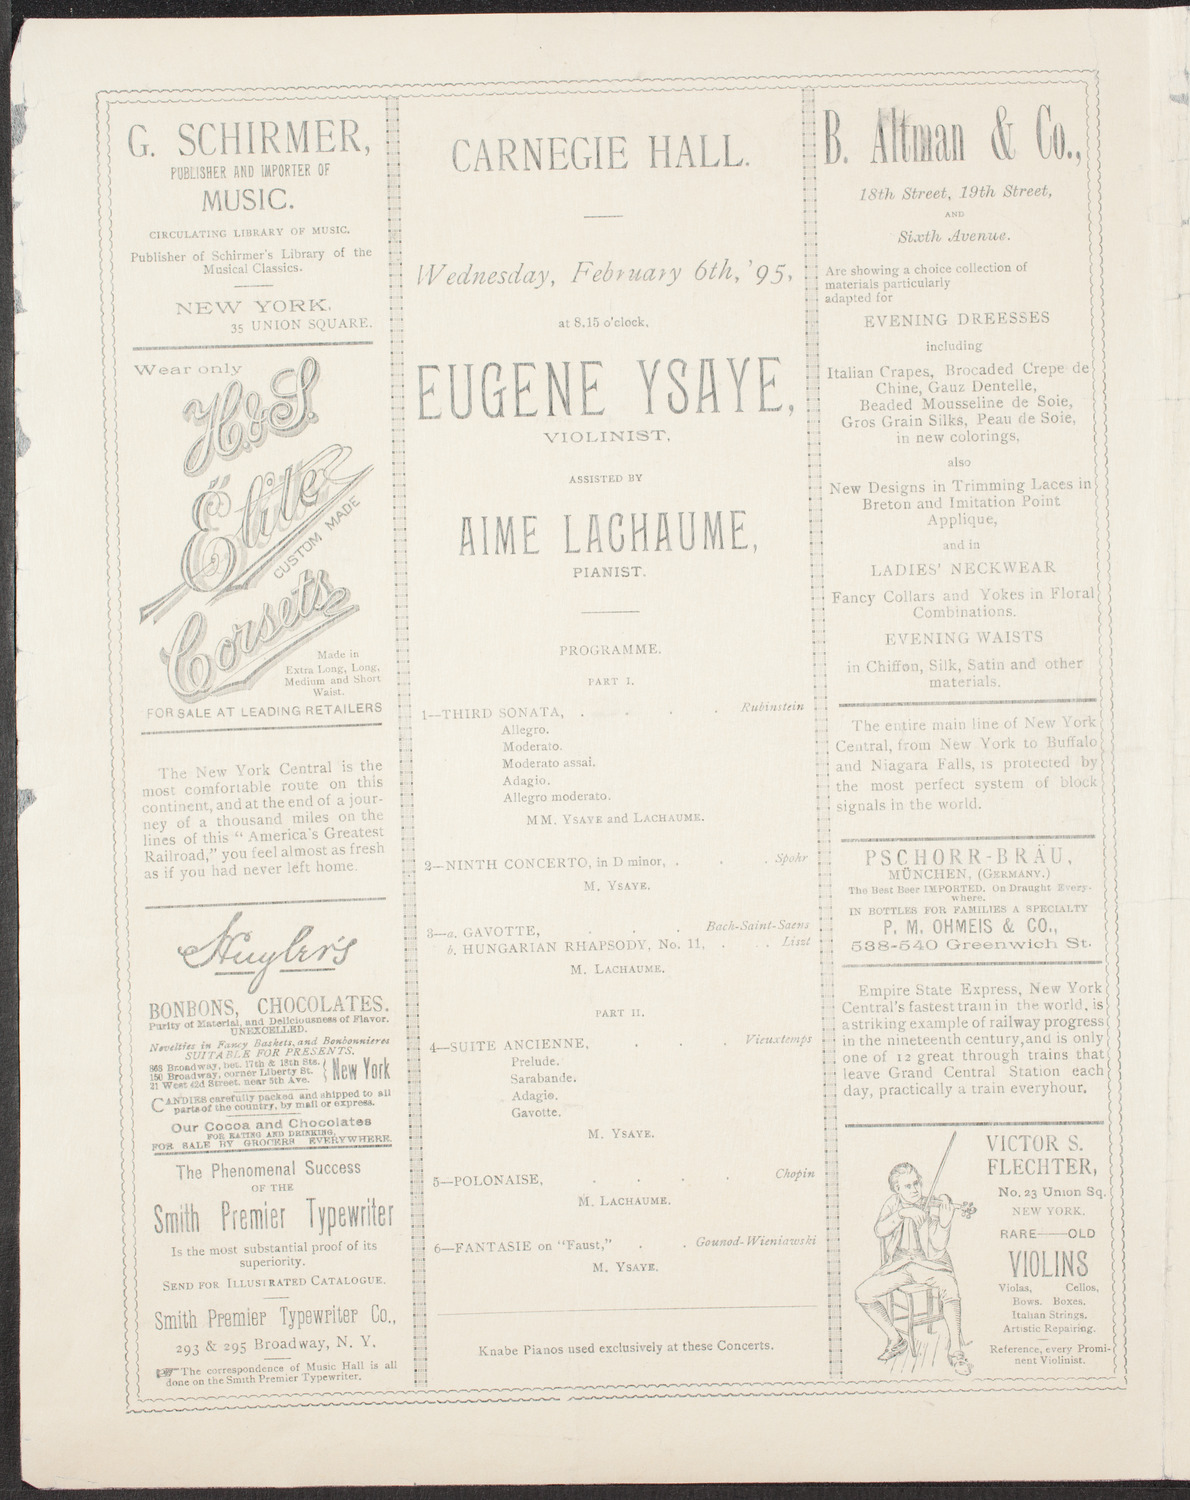 G. SCHIRMER,
PUBLISHER AND IMPORTER OF
MUSIC.
CIRCULATING LIBRARY OF MUSIC.
Publisher of Schirmer's Library of the
Musical Classics.
NEW YORK.
35 UNION SQUARE.
Wear only
H. & S.
Élite
CUSTOM MADE
Corsets
Made in
Extra Long, Long,
Medium and Short
Waist.
FOR SALE AT LEADING RETAILERS
The New York Central is the
most comfortable route on this
continent, and at the end of a jour-
ney of a thousand miles on the
lines of this "America's Greatest
Railroad," you feel almost as fresh
as if you had never left home.
Huyler's
BONBONS, CHOCOLATES.
Purity of Material, and Deliciousness of Flavor.
UNEXCELLED.
Novelties in Fancy Baskets, and Bonbonnieres
SUITABLE FOR PRESENTS.
863 Broadway, bet. 17th & 18th Sts.
150 Broadway, corner Liberty St.
21 West 42d Street, near 5th Ave.
New York
CANDIES carefully packed and shipped to all
parts of the country, by mail or express.
Our Cocoa and Chocolates
FOR EATING AND DRINKING.
FOR SALE BY GROCERS EVERYWHERE.
The Phenomenal Success
OF THE
Smith Premier Typewriter
Is the most substantial proof of its
superiority.
SEND FOR ILLUSTRATED CATALOGUE.
Smith Premier Typewriter Co.,
293 & 295 Broadway, N. Y.
The correspondence of Music Hall is all
done on the Smith Premier Typewriter.
CARNEGIE HALL.
Wednesday, February 6th, '95,
at 8.15 o'clock,
EUGENE YSAYE,
VIOLINIST,
ASSISTED BY
AIME LACHAUME,
PIANIST.
PROGRAMME.
PART I.
1—THIRD SONATA, . . . . Rubinstein
Allegro.
Moderato.
Moderato assai.
Adagio.
Allegro moderato.
MM. YSAYE and LACHAUME.
2—NINTH CONCERTO, in D minor, . . . Spohr
M. YSAYE.
3—a. GAVOTTE, . . . Bach-Saint-Saens
b. HUNGARIAN RHAPSODY, No. 11, . . . Liszt
M. LACHAUME.
PART II.
4—SUITE ANCIENNE, . . . Vieuxtemps
Prelude.
Sarabande.
Adagio.
Gavotte.
M. YSAYE.
5—POLONAISE, . . . . Chopin
M. LACHAUME.
6—FANTASIE on "Faust," . . Gounod-Wieniawski
M. YSAYE.
Knabe Pianos used exclusively at these Concerts.
B. Altman & Co.,
18th Street, 19th Street,
AND
Sixth Avenue.
Are showing a choice collection of
materials particularly
adapted for
EVENING DREESSES
including
Italian Crapes, Brocaded Crepe de
Chine, Gauz Dentelle,
Beaded Mousseline de Soie,
Gros Grain Silks, Peau de Soie,
in new colorings,
also
New Designs in Trimming Laces in
Breton and Imitation Point
Applique,
and in
LADIES' NECKWEAR
Fancy Collars and Yokes in Floral
Combinations.
EVENING WAISTS
in Chiffon, Silk, Satin and other
materials.
The entire main line of New York
Central, from New York to Buffalo
and Niagara Falls, is protected by
the most perfect system of block
signals in the world.
PSCHORR-BRÄU,
MÜNCHEN, (GERMANY.)
The Best Beer IMPORTED. On Draught Every-
where.
IN BOTTLES FOR FAMILIES A SPECIALTY
P. M. OHMEIS & CO.,
538-540 Greenwich St.
Empire State Express, New York
Central's fastest train in the world, is
a striking example of railway progress
in the nineteenth century, and is only
one of 12 great through trains that
leave Grand Central Station each
day, practically a train everyhour.
VICTOR S.
FLECHTER,
No. 23 Union Sq.
NEW YORK.
RARE——OLD
VIOLINS
Violas, Cellos,
Bows. Boxes.
Italian Strings.
Artistic Repairing.
Reference, every Promi-
nent Violinist.